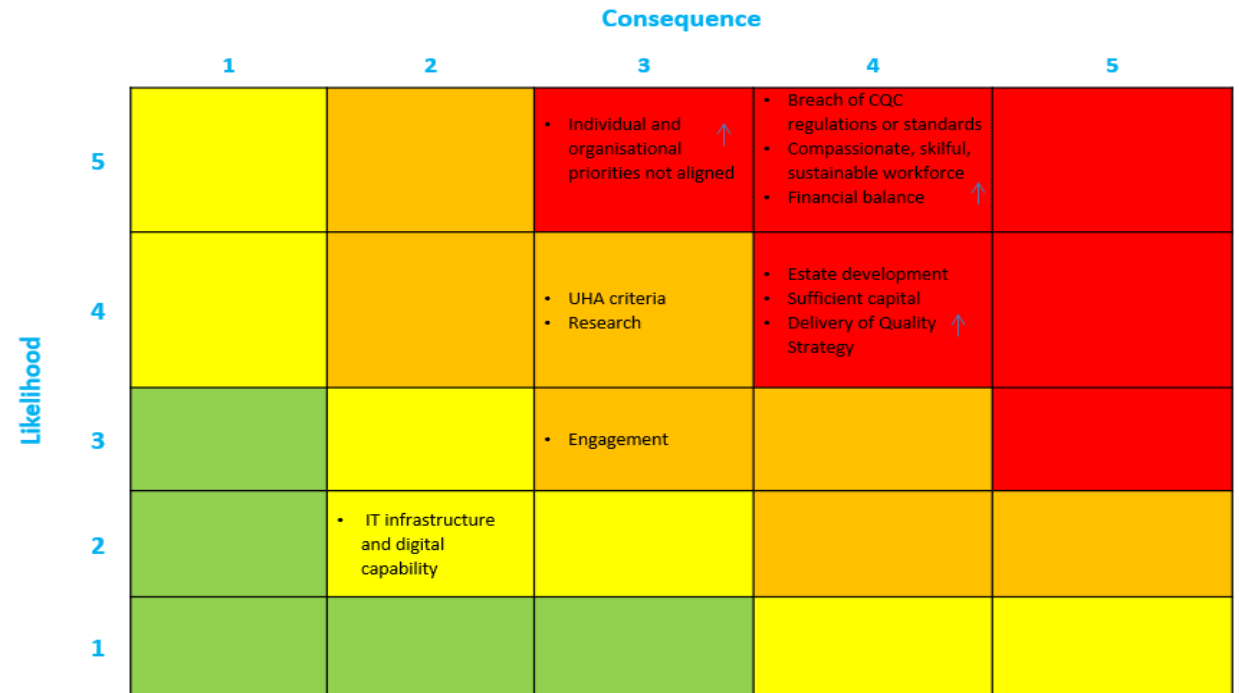 Consequence
1 2 3 4 5
5
• Individual and
organisational
priorities not aligned
↑
• Breach of CQC
regulations or standards
• Compassionate, skilful,
sustainable workforce
• Financial balance ↑
4
• UHA criteria
• Research
• Estate development
• Sufficient capital
• Delivery of Quality ↑
Strategy
Likelihood
3
• Engagement
2
• IT infrastructure
and digital
capability
1